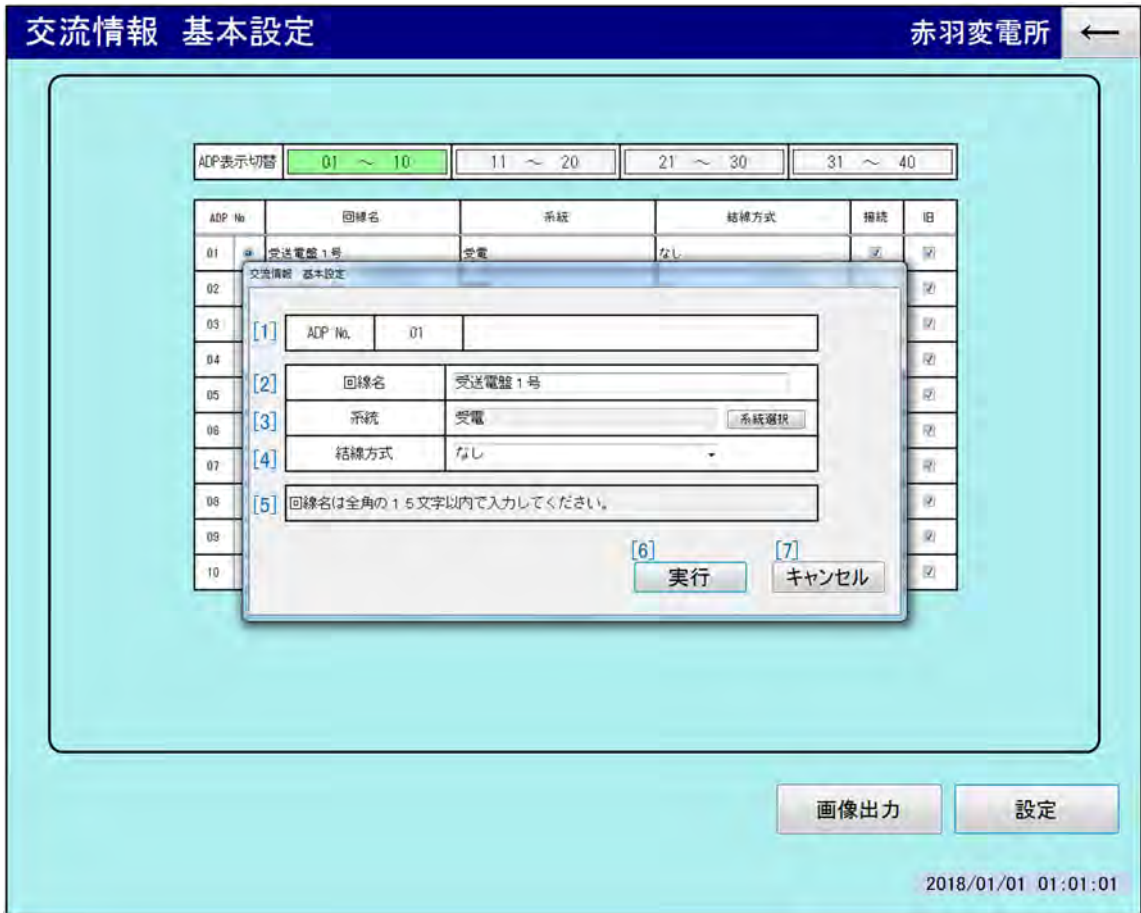 交流情報 基本設定 赤羽変電所 ←
ADP表示切替 01 ～ 10 11 ～ 20 21 ～ 30 31 ～ 40
ADP No 回線名 系統 結線方式 接続 旧
01 受送電盤１号 受電 なし
02
03
04
05
06
07
08
09
10
交流情報 基本設定
[1] ADP No. 01
[2] 回線名 受送電盤１号
[3] 系統 受電 系統選択
[4] 結線方式 なし
[5] 回線名は全角の１５文字以内で入力してください。
[6] 実行 [7] キャンセル
画像出力 設定
2018/01/01 01:01:01